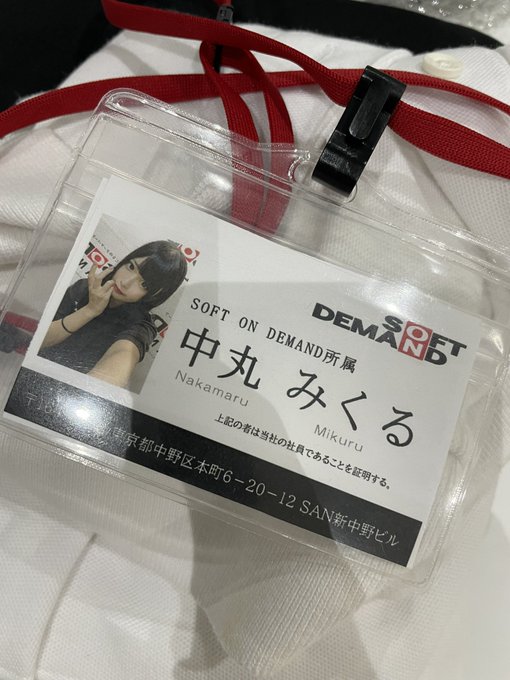 SOFT
DEMAND
ON
SOFT ON DEMAND所属
中丸 みくる
Nakamaru Mikuru
上記の者は当社の社員であることを証明する。
京都中野区本町6-20-12 SAN新中野ビル